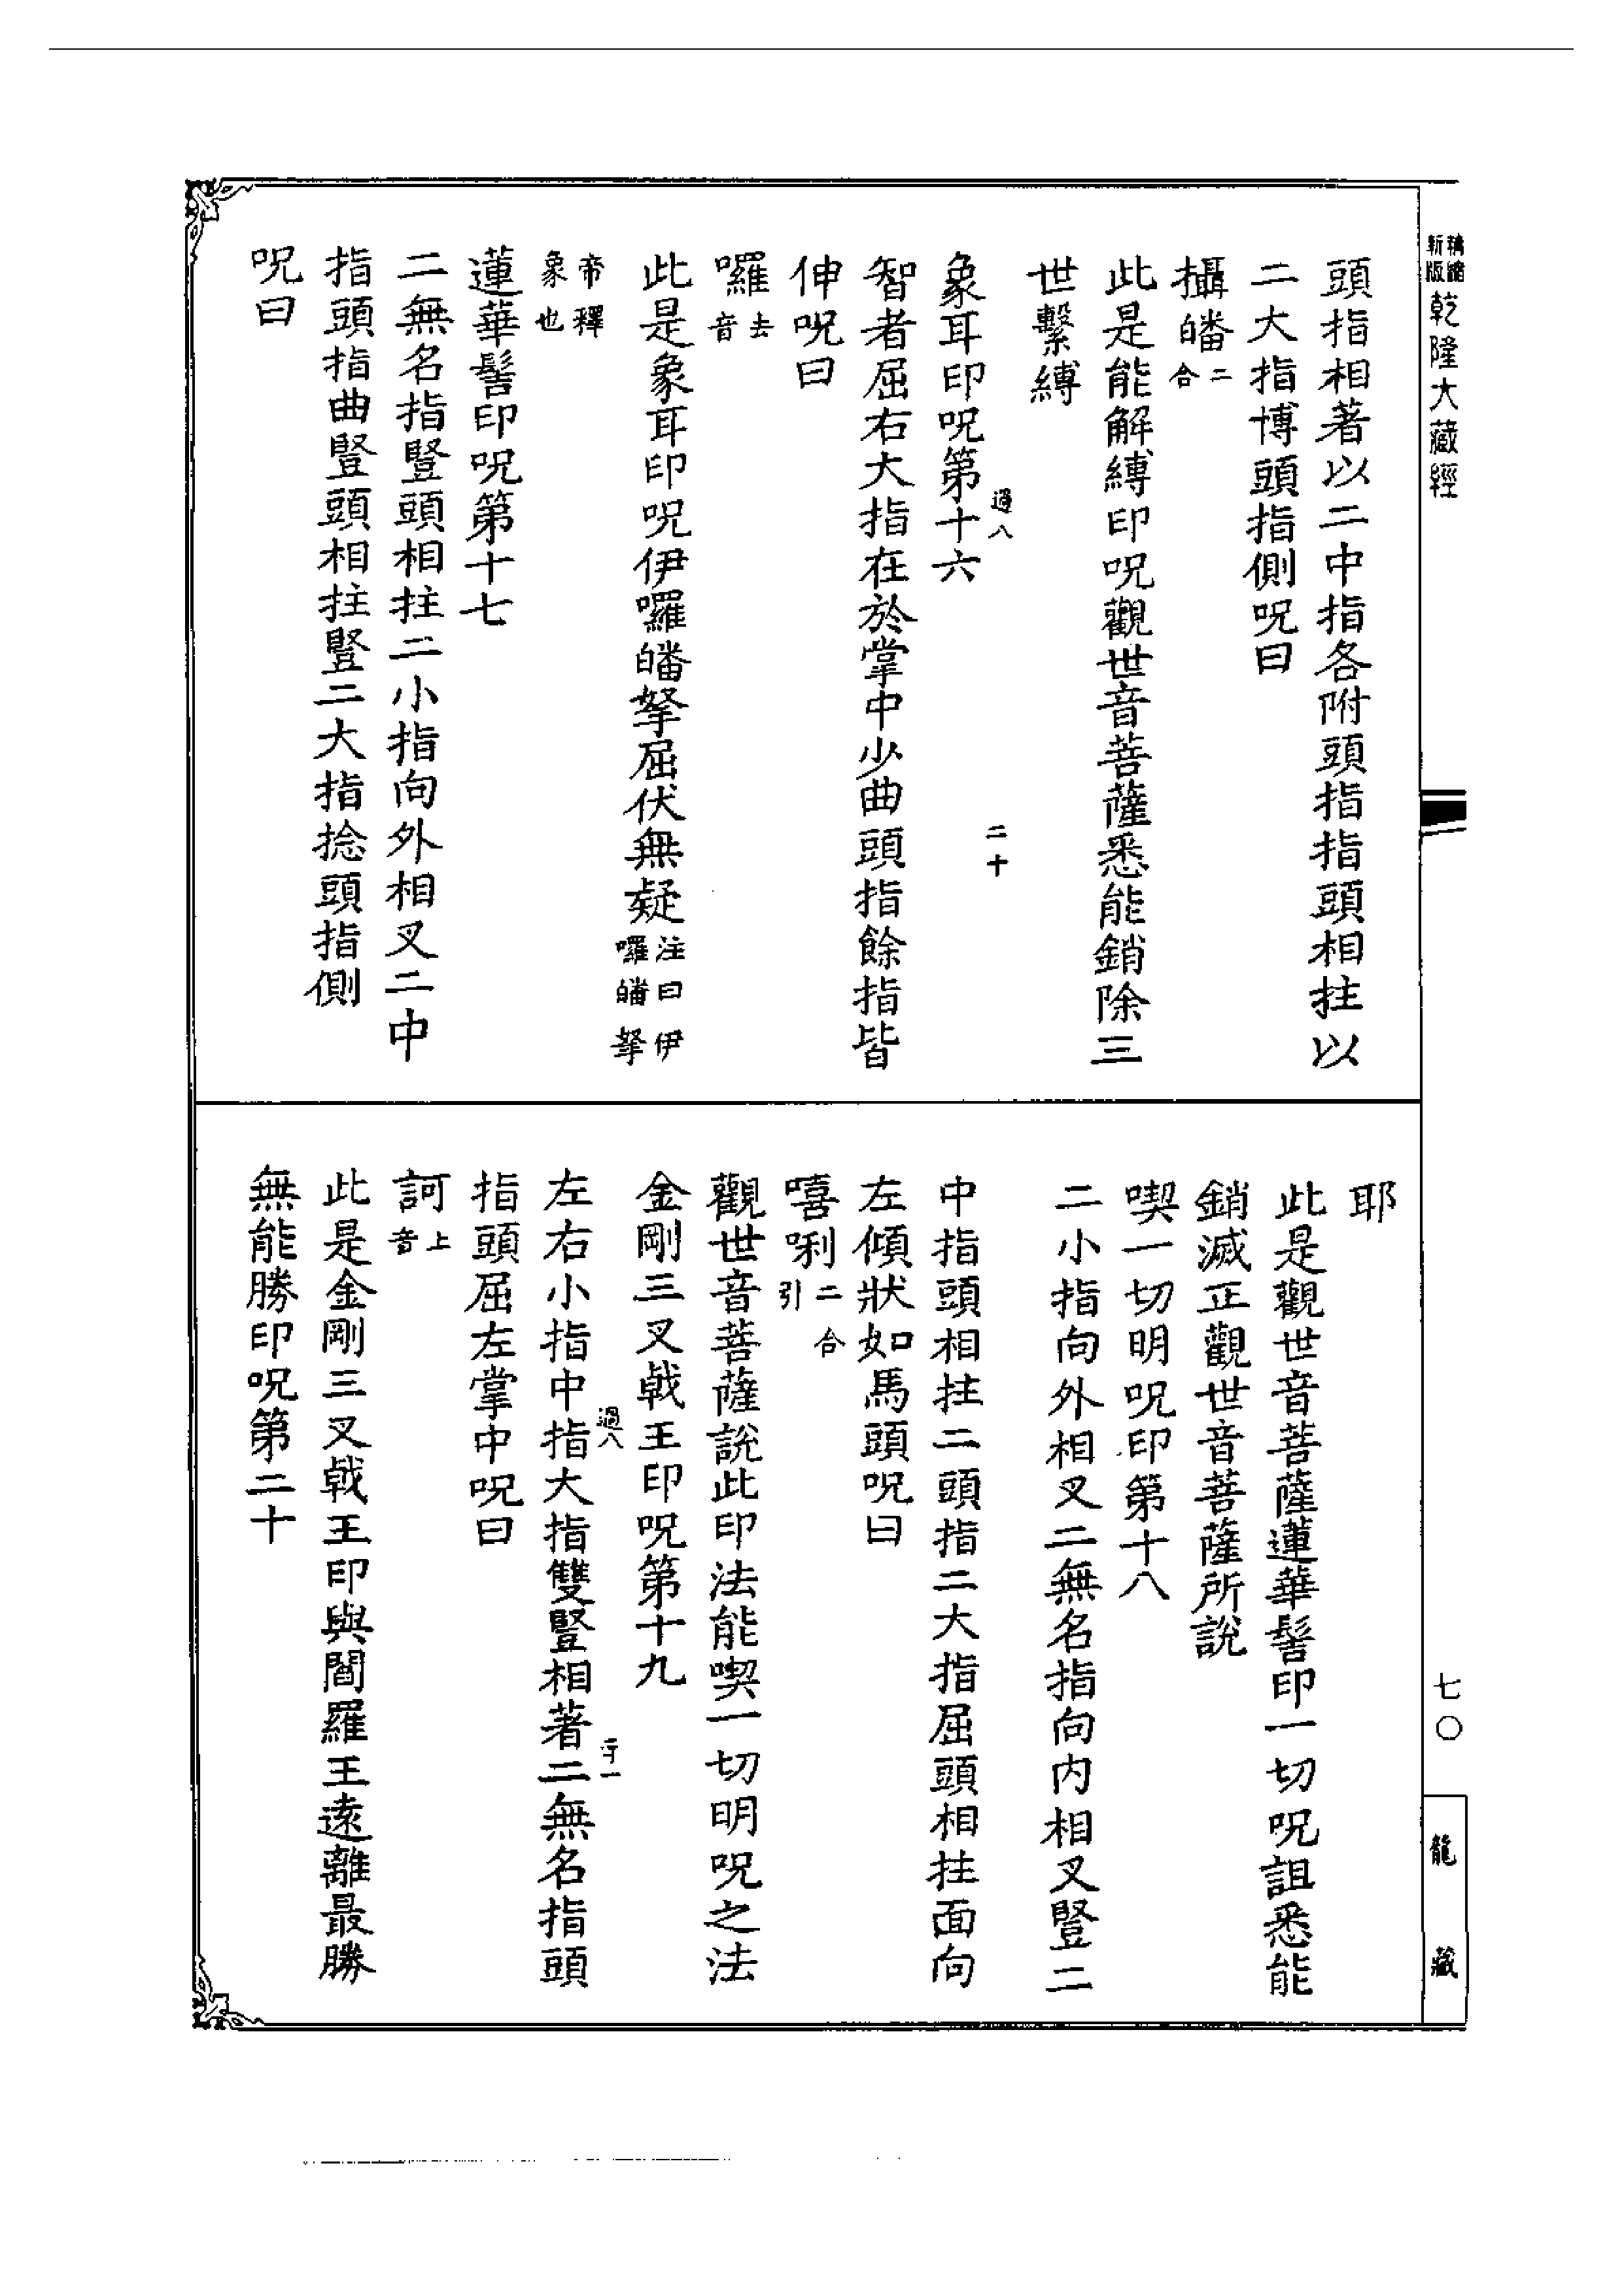 精縮
新版
乾隆大藏經
頭指相著以二中指各附頭指指頭相拄以
二大指博頭指側呪曰
攝皤二合
此是能解縛印呪觀世音菩薩悉能銷除三
世繫縛
過八
二十
象耳印呪第十六
智者屈右大指在於掌中少曲頭指餘指皆
伸呪曰
囉去音
此是象耳印呪伊囉皤拏屈伏無疑注曰伊囉皤拏
帝釋象也
蓮華髻印呪第十七
二無名指豎頭相拄二小指向外相叉二中
指頭指曲豎頭相拄豎二大指捻頭指側
呪曰
耶
此是觀世音菩薩蓮華髻印一切呪詛悉能
銷滅正觀世音菩薩所說
喫一切明呪印第十八
二小指向外相叉二無名指向内相叉豎二
中指頭相拄二頭指二大指屈頭相拄面向
左傾狀如馬頭呪曰
嘻唎二合引
觀世音菩薩說此印法能喫一切明呪之法
金剛三叉戟王印呪第十九
過八
左右小指中指大指雙豎相著二無名指頭
指頭屈左掌中呪曰
訶上音
此是金剛三叉戟王印與閻羅王遠離最勝
無能勝印呪第二十
七〇
龍藏